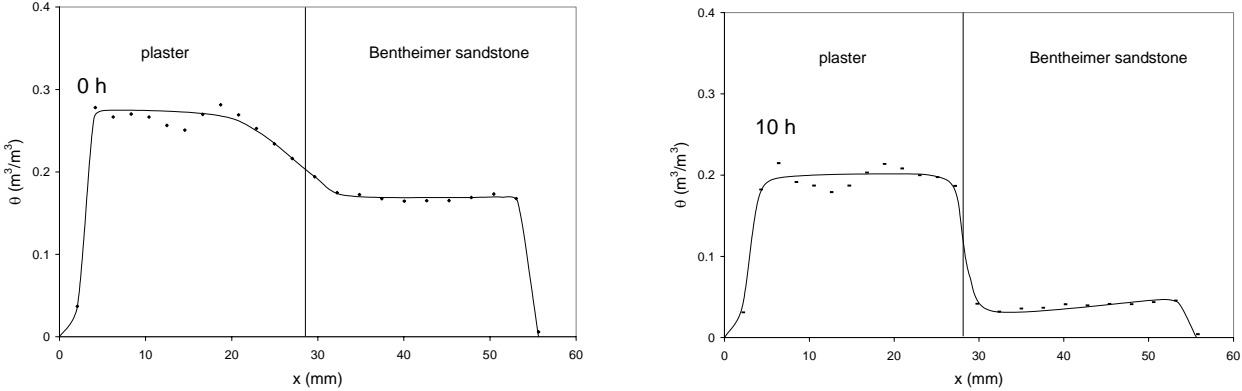 0.4
0.3
0.2
0.1
0
plaster
Bentheimer sandstone
0 h
θ (m³/m³)
0 10 20 30 40 50 60
x (mm)
0.4
0.3
0.2
0.1
0
plaster
Bentheimer sandstone
10 h
θ (m³/m³)
0 10 20 30 40 50 60
x (mm)